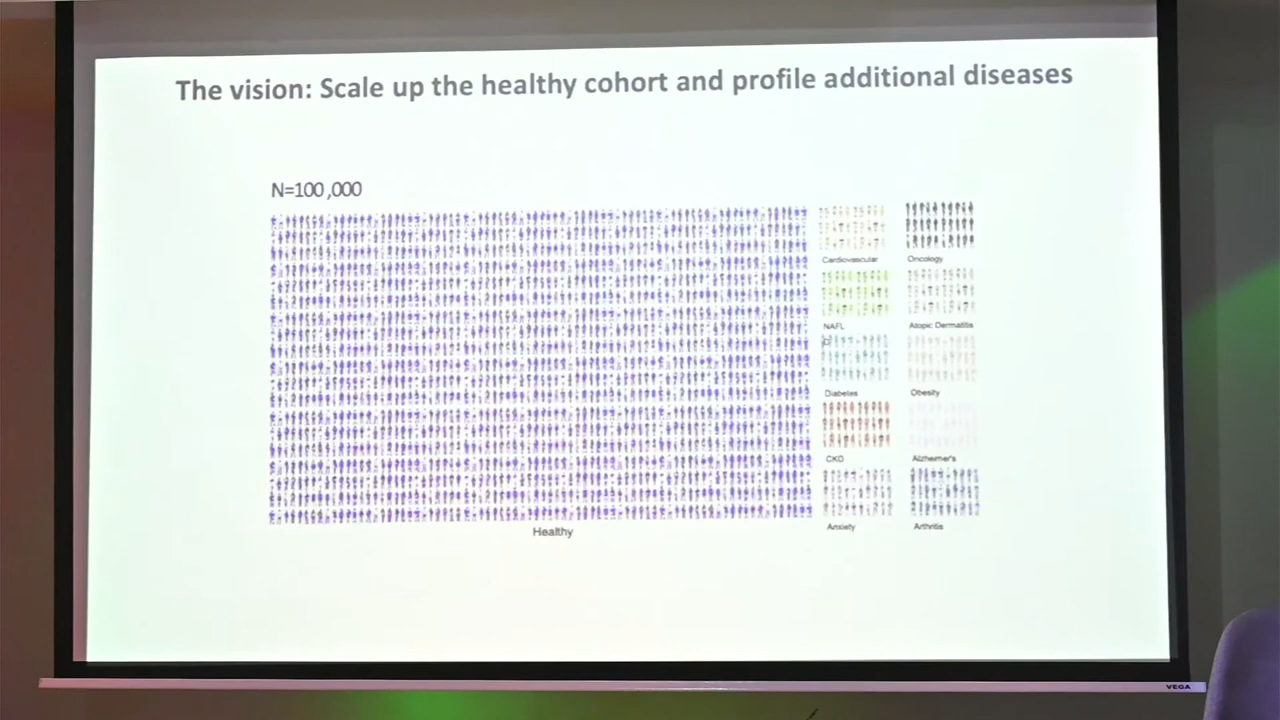 The vision: Scale up the healthy cohort and profile additional diseases
N=100,000
Cardiovascular
Oncology
NAFL
D
Atopic Dermatitis
Diabetes
Obesity
CKD
Alzheimer's
Anxiety
Arthritis
Healthy
VEGA